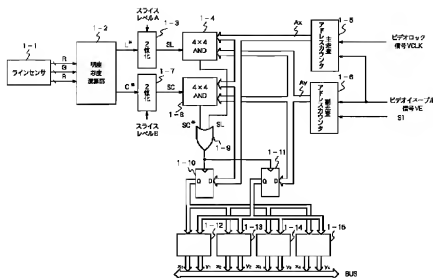 スライス
レベルA
1-1
ラインセンサ
R
G
B
1-2
明度
色度
L*
C*
1-3
2値化
SL
1-4
4×4
AND
1-7
2値化
スライス
レベルB
SC
4×4
AND
1-8
SC*
SL
1-9
Ax
Ay
1-5
主走査
アドレスカウンタ
1-6
副走査
アドレスカウンタ
ビデオクロック
信号VCLK
ビデオイネーブル
信号VE
S1
1-10
Q
D
1-11
Q
D
1-12
1-13
1-14
1-15
BUS